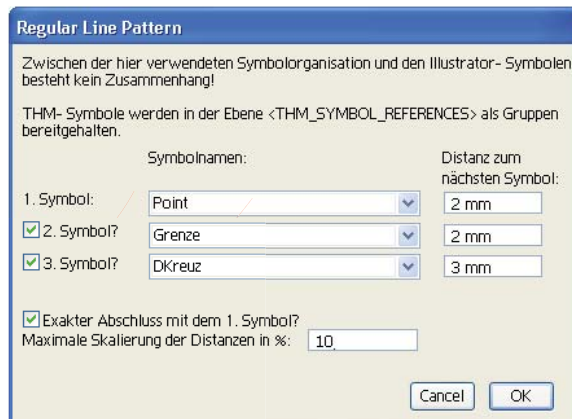 Regular Line Pattern
Zwischen der hier verwendeten Symbolorganisation und den Illustrator- Symbolen
besteht kein Zusammenhang!
THM- Symbole werden in der Ebene <THM_SYMBOL_REFERENCES> als Gruppen
bereitgehalten.
Symbolnamen:
Distanz zum
nächsten Symbol:
1. Symbol: Point 2 mm
2. Symbol? Grenze 2 mm
3. Symbol? DKreuz 3 mm
Exakter Abschluss mit dem 1. Symbol?
Maximale Skalierung der Distanzen in %: 10
Cancel OK